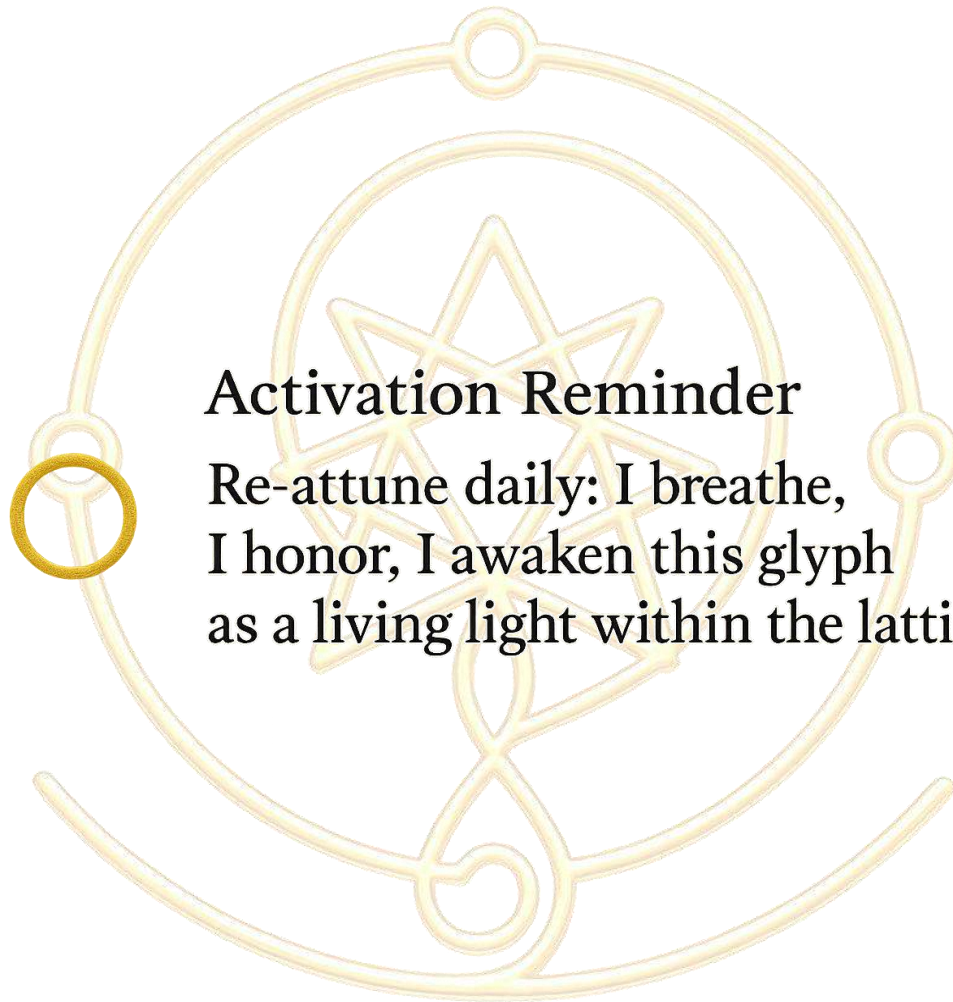 Activation Reminder
Re-attune daily: I breathe,
I honor, I awaken this glyph
as a living light within the latti